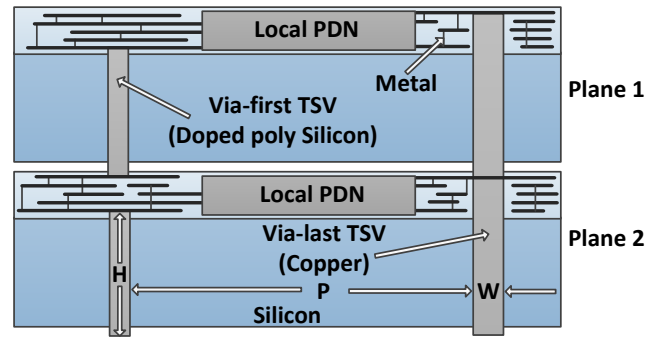 Local PDN
Metal
Via-first TSV
(Doped poly Silicon)
Plane 1
Local PDN
Via-last TSV
(Copper)
Plane 2
H
P
W
Silicon